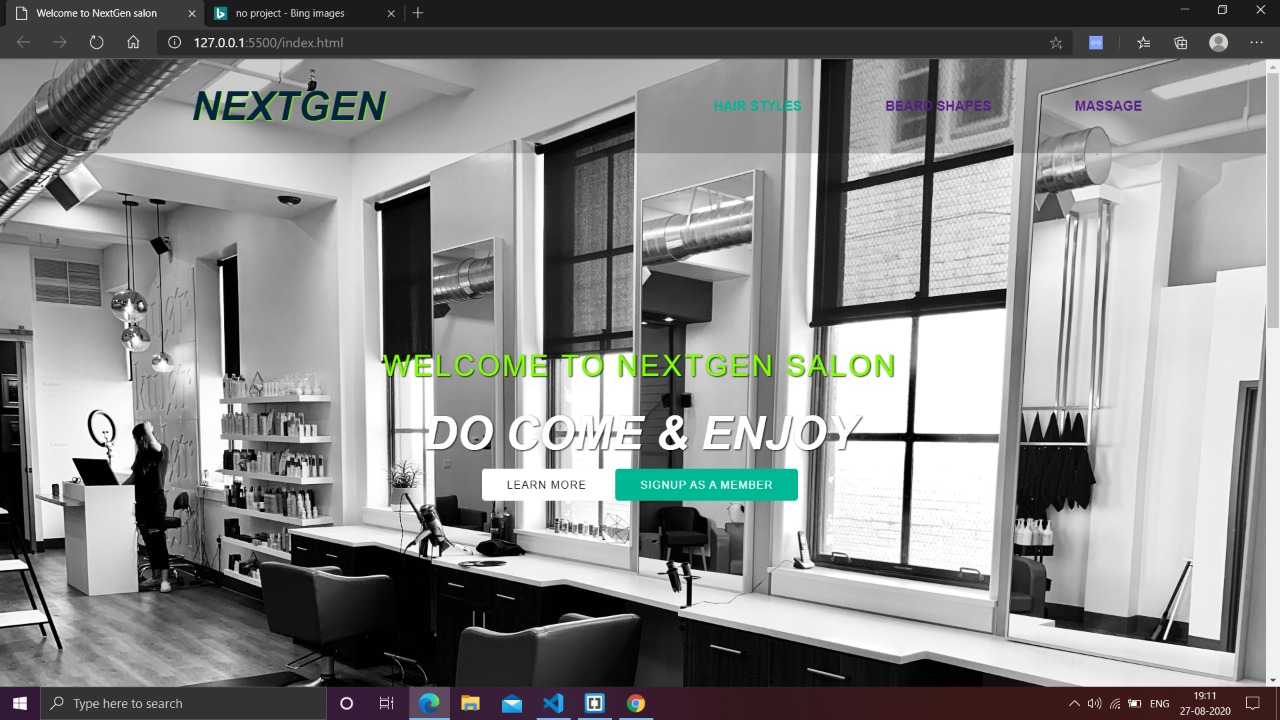 Welcome to NextGen salon
no project - Bing images
127.0.0.1:5500/index.html
NEXTGEN
HAIR STYLES
BEARD SHAPES
MASSAGE
WELCOME TO NEXTGEN SALON
DO COME & ENJOY
LEARN MORE
SIGNUP AS A MEMBER
Type here to search
ENG
19:11
27-08-2020